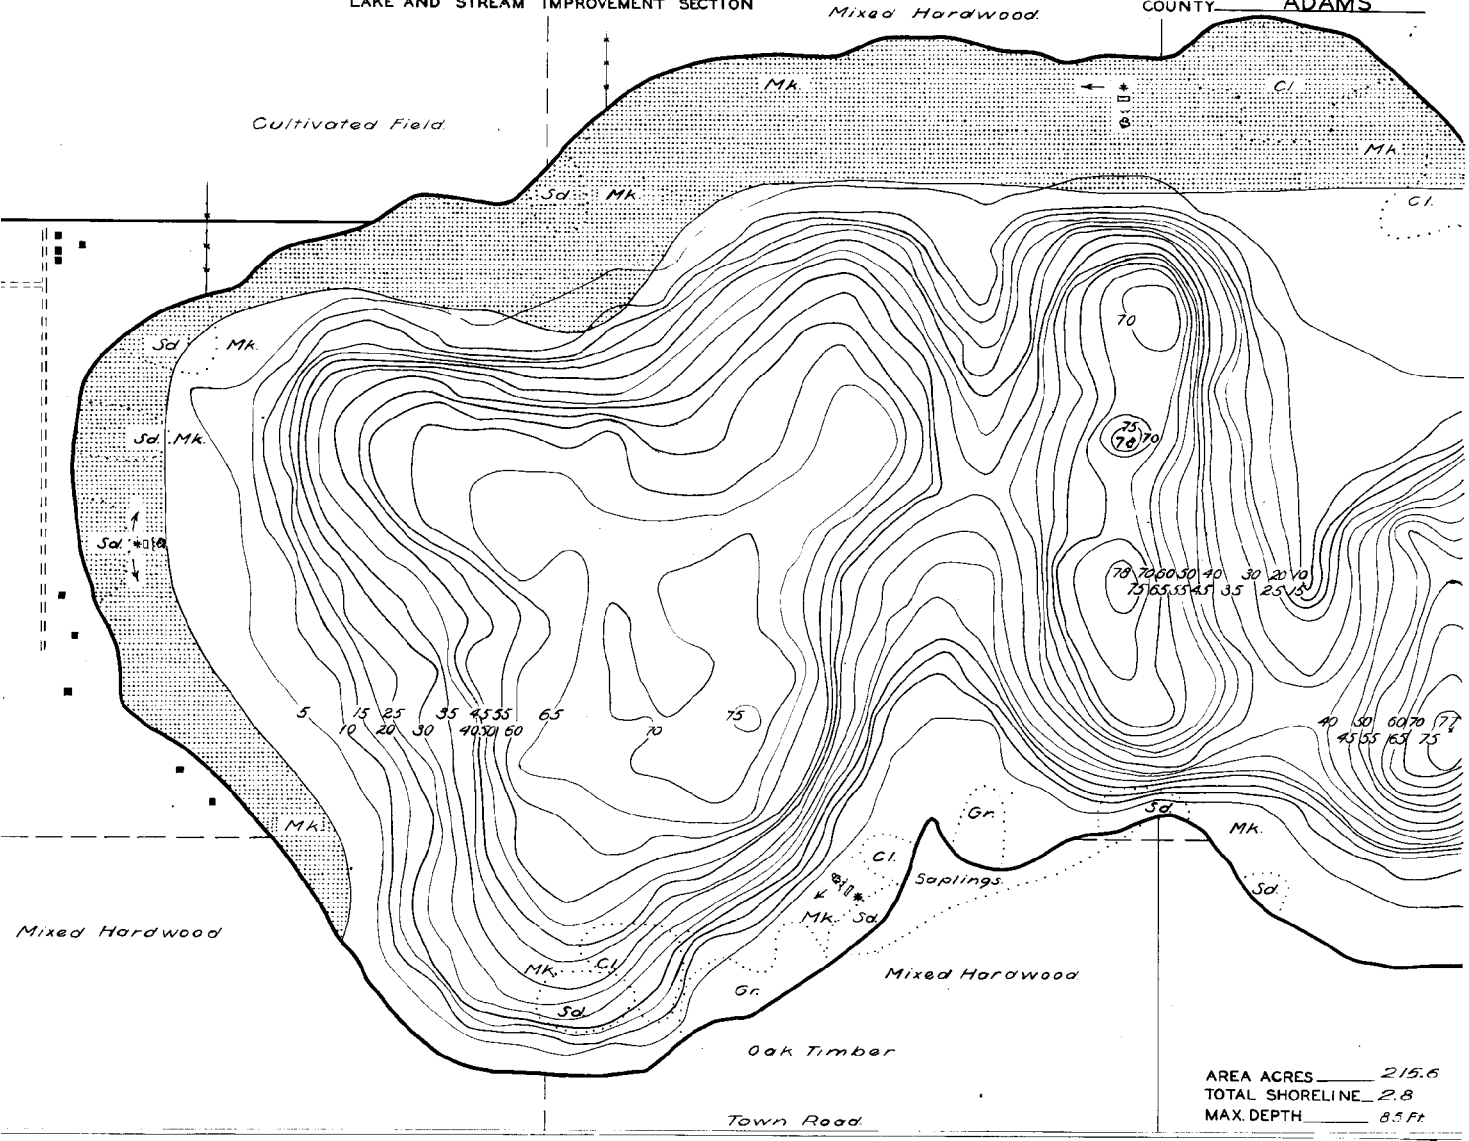 LAKE AND STREAM IMPROVEMENT SECTION
COUNTY ADAMS
Mixed Hardwood.
Mk.
Cl.
Cultivated Field.
Mk.
Sd. Mk.
Cl.
70
Sd. Mk.
75
78 70
Sd. Mk.
Sd.
78 70 60 50 40 30 20 10
75 65 55 45 35 25 15
5 15 25 35 45 55 65 75
10 20 30 40 50 60 70
40 50 60 70 77
45 55 65 75
Mk.
Gr.
Sd.
Mk.
Cl.
Saplings.
Sd.
Mk. Sd.
Mixed Hardwood
Mk. Cl.
Mixed Hardwood
Gr.
Sd.
Oak Timber
AREA ACRES 215.6
TOTAL SHORELINE 2.8
MAX. DEPTH 85 Ft.
Town Road.